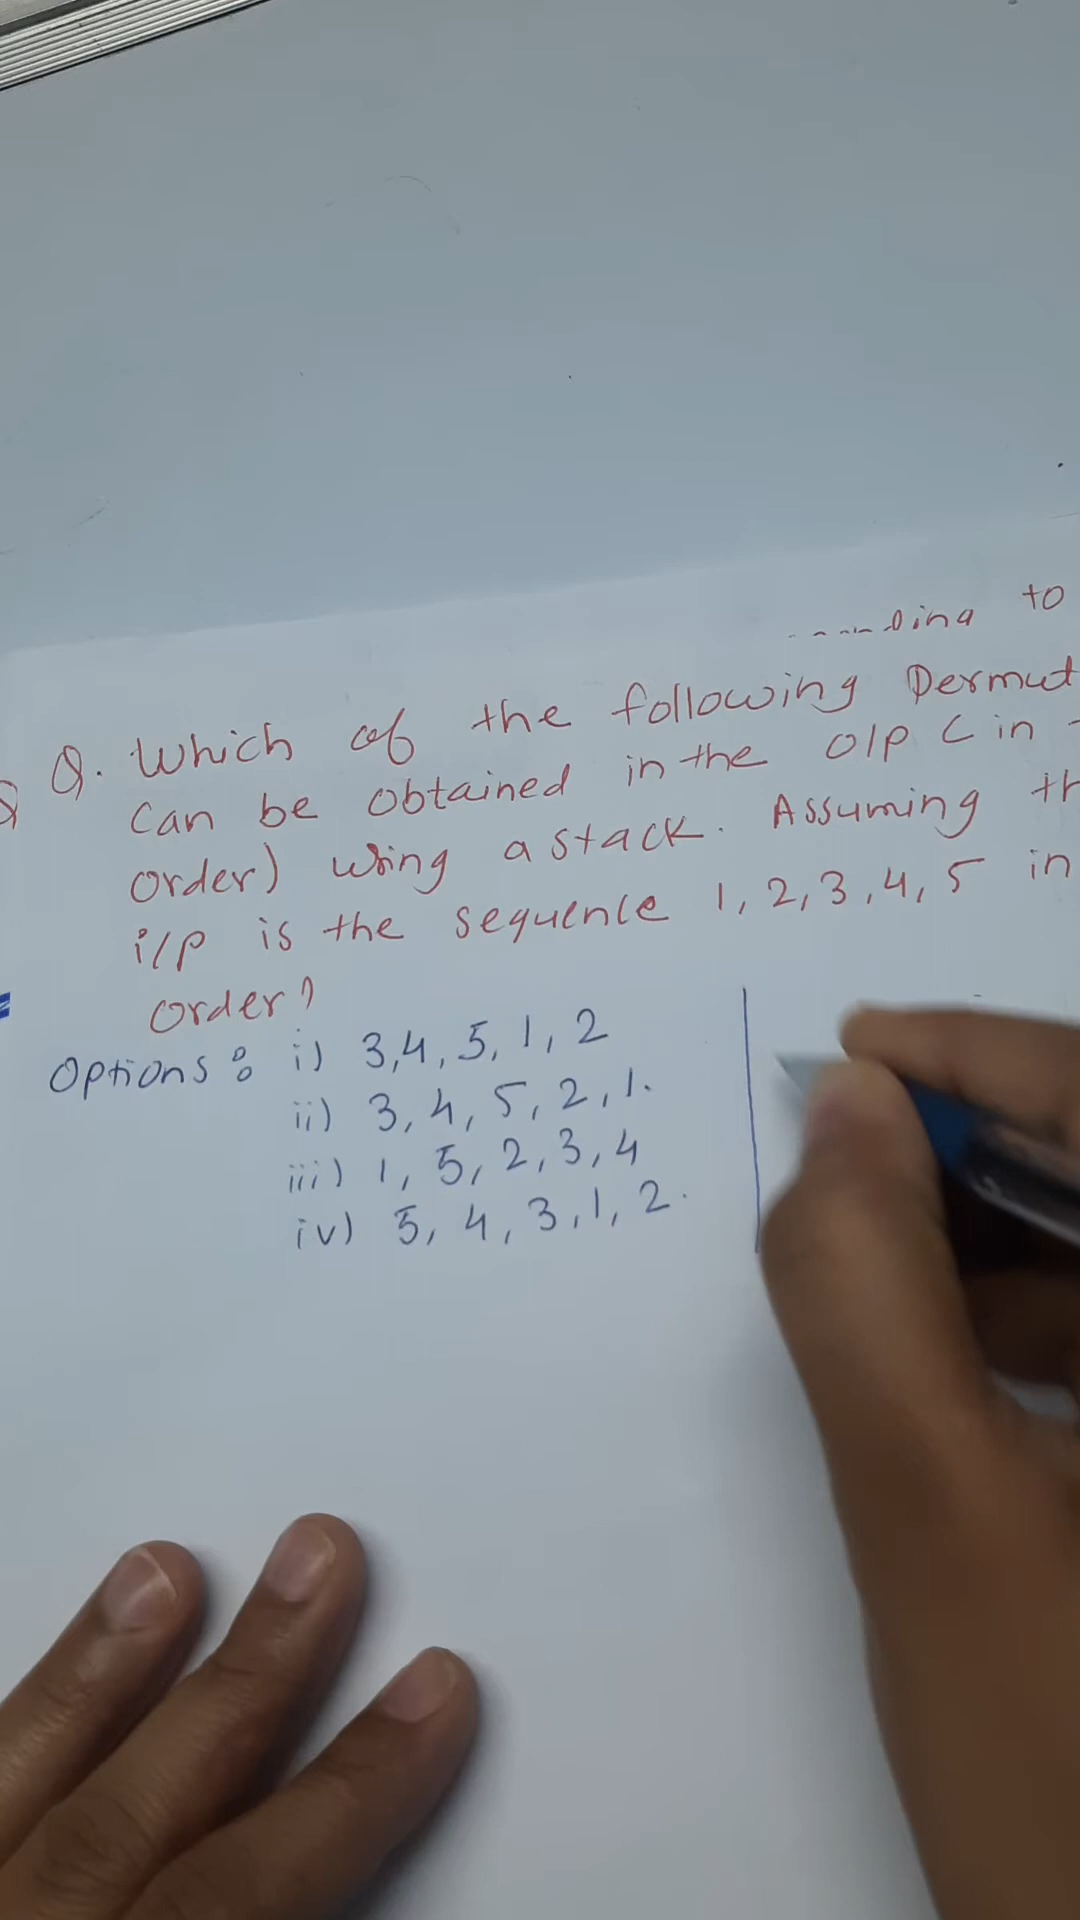 to
Q. Which of the following Permut
can be obtained in the O/P C in
order) using a stack. Assuming th
i/p is the sequence 1, 2, 3, 4, 5 in
order?
Options : i) 3, 4, 5, 1, 2
ii) 3, 4, 5, 2, 1.
iii) 1, 5, 2, 3, 4
iv) 5, 4, 3, 1, 2.